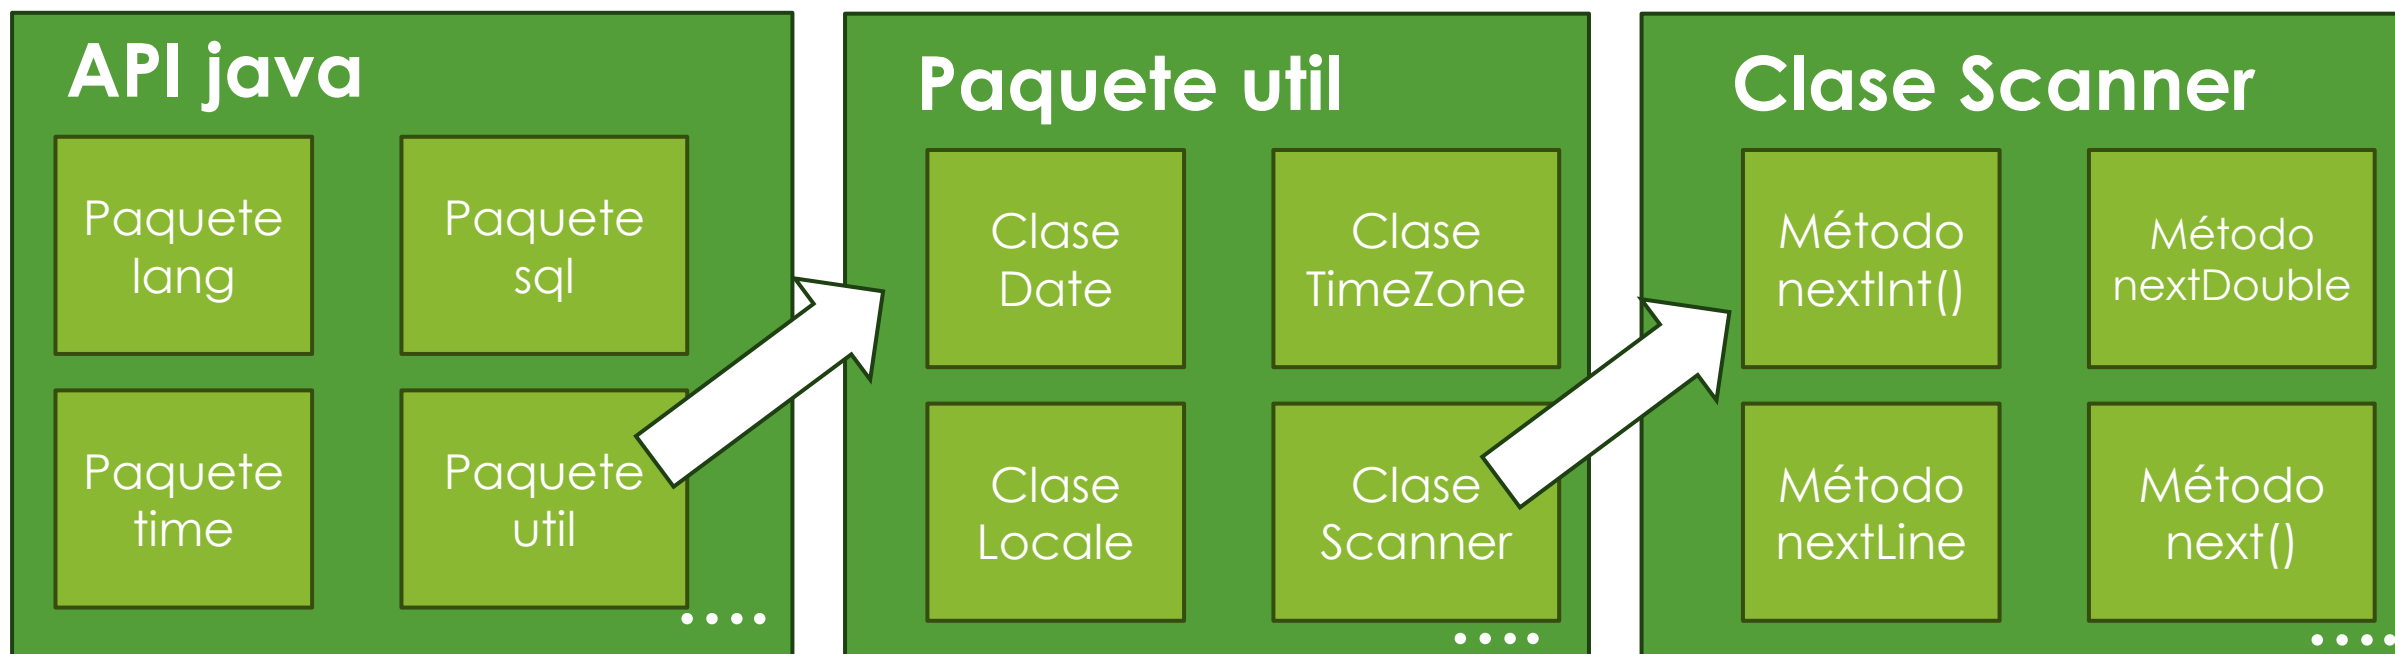 API java
Paquete
lang
Paquete
sql
Paquete
time
Paquete
util
....
Paquete util
Clase
Date
Clase
TimeZone
Clase
Locale
Clase
Scanner
....
Clase Scanner
Método
nextInt()
Método
nextDouble
Método
nextLine
Método
next()
....